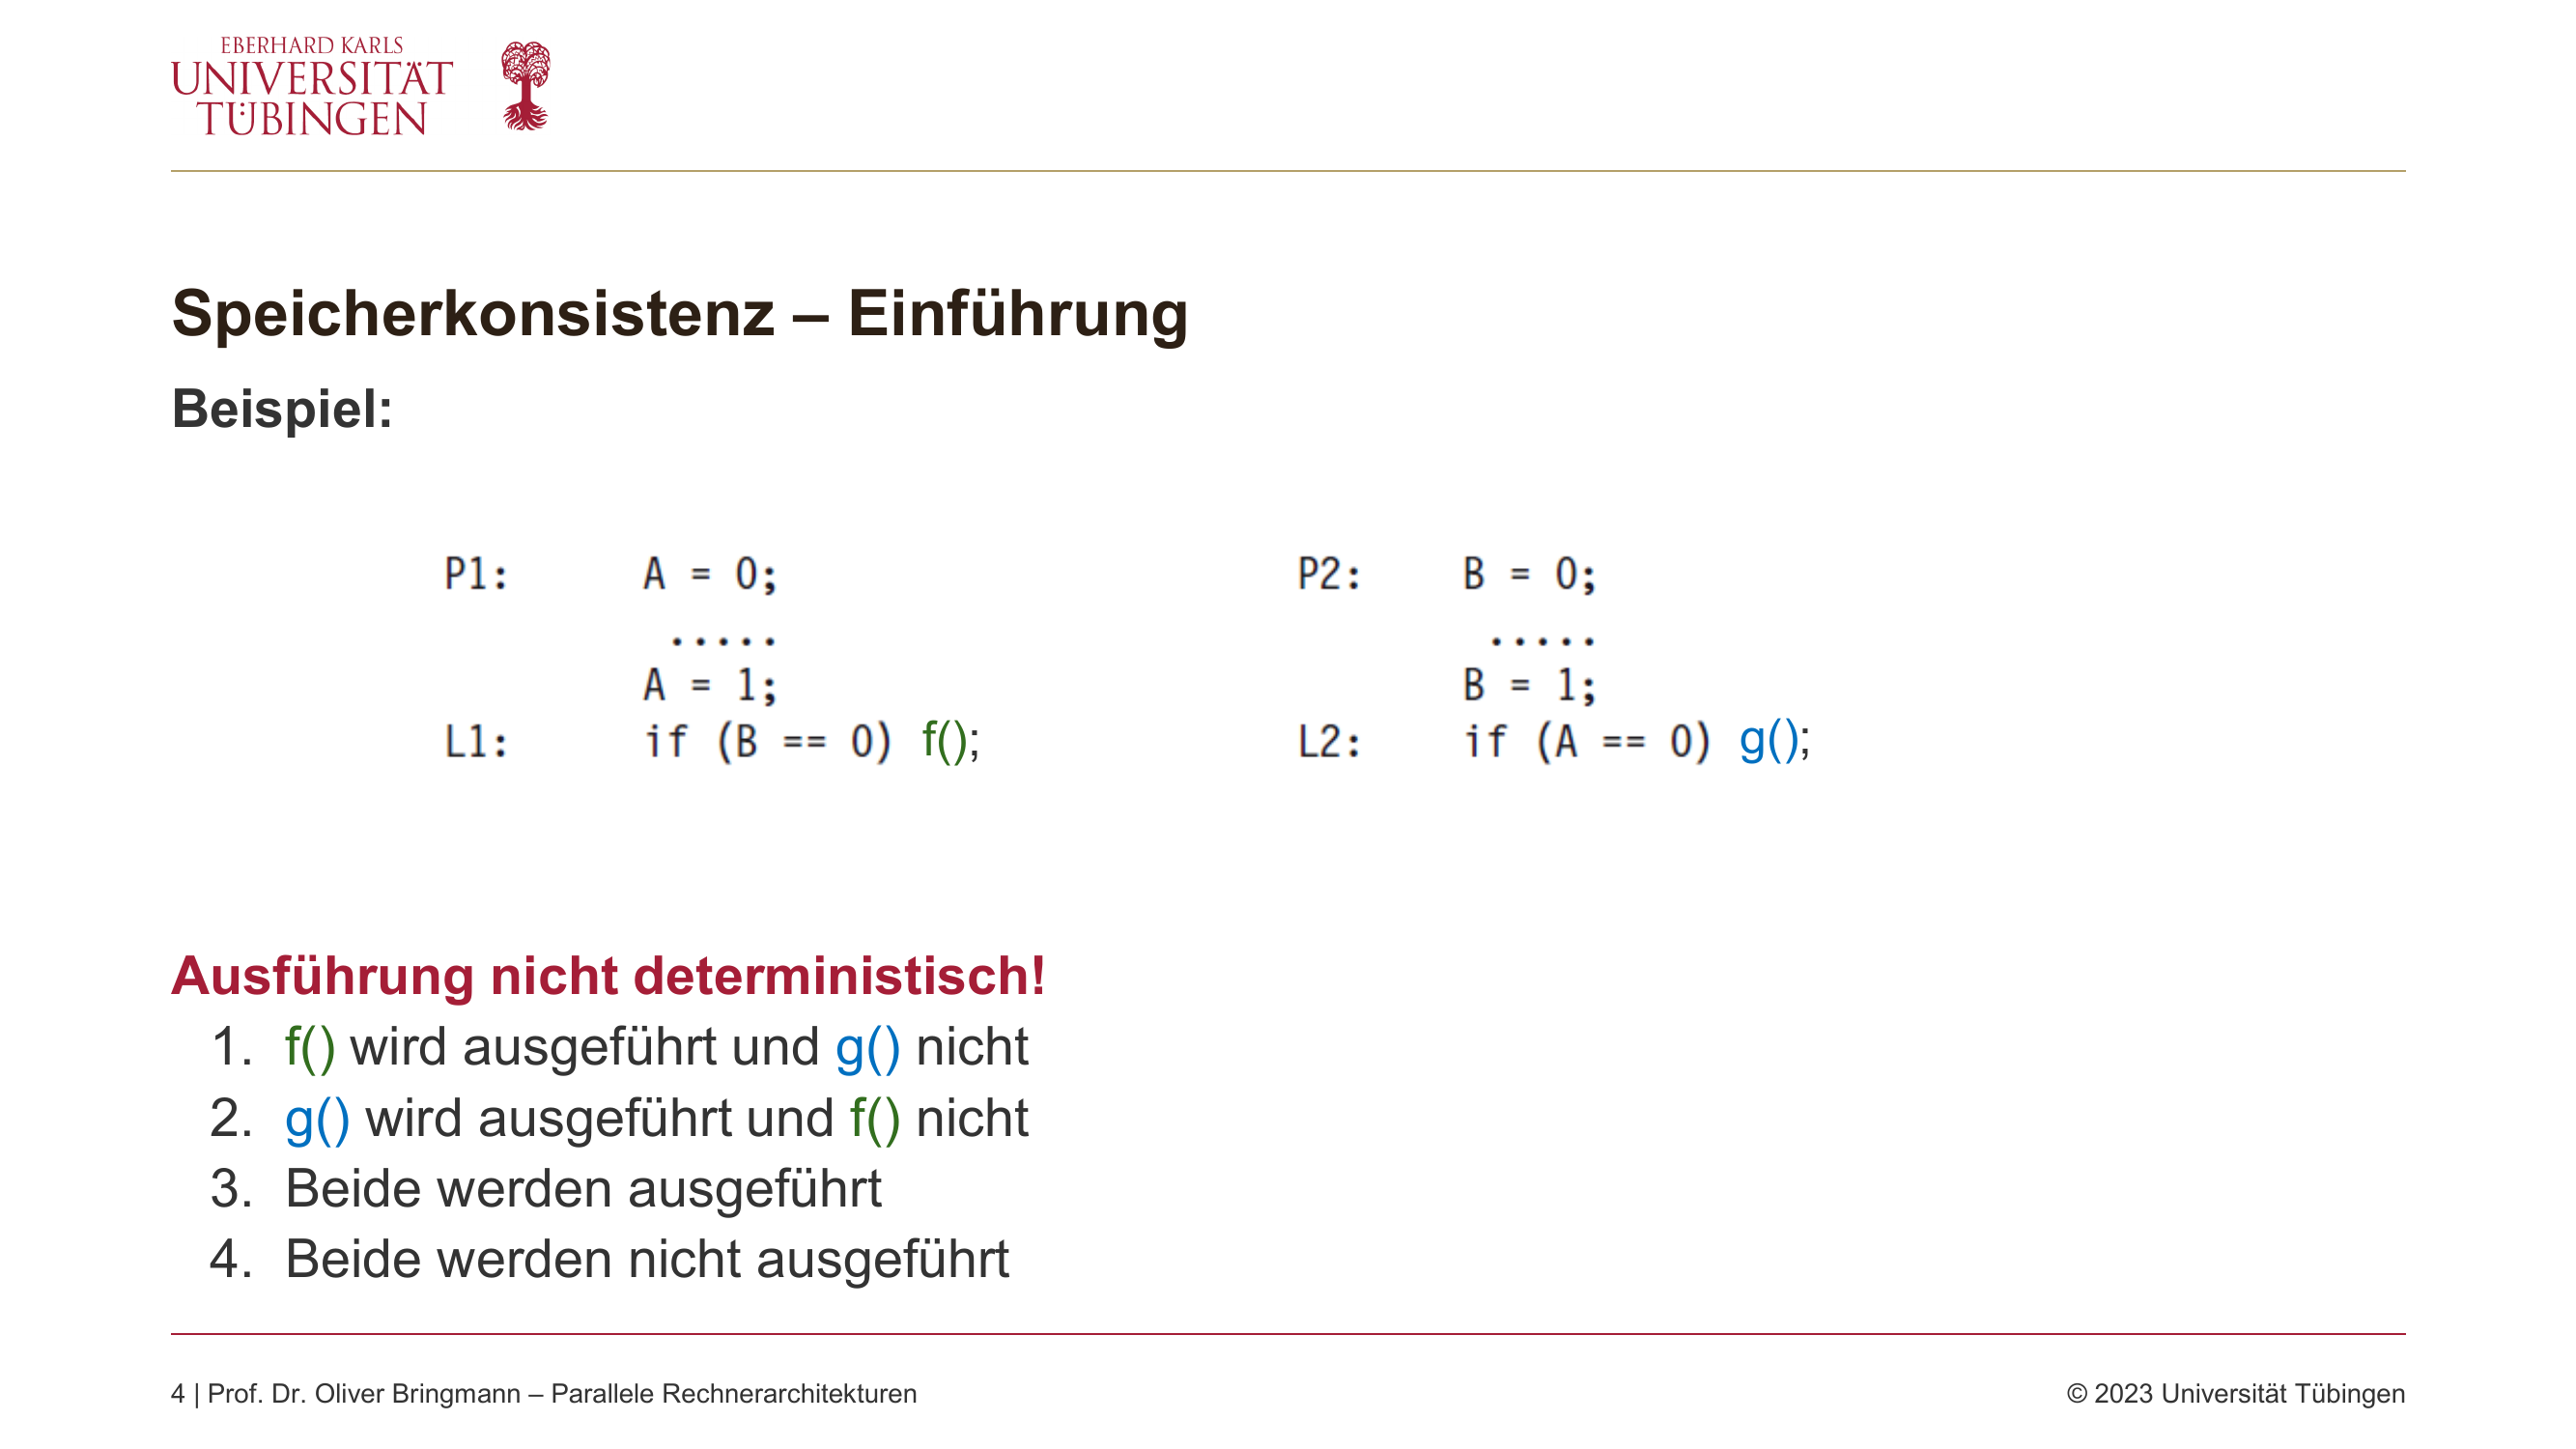 EBERHARD KARLS
UNIVERSITÄT
TÜBINGEN
Speicherkonsistenz – Einführung
Beispiel:
P1: A = 0;
.....
A = 1;
L1: if (B == 0) f();
P2: B = 0;
.....
B = 1;
L2: if (A == 0) g();
Ausführung nicht deterministisch!
1. f() wird ausgeführt und g() nicht
2. g() wird ausgeführt und f() nicht
3. Beide werden ausgeführt
4. Beide werden nicht ausgeführt
4 | Prof. Dr. Oliver Bringmann – Parallele Rechnerarchitekturen
© 2023 Universität Tübingen